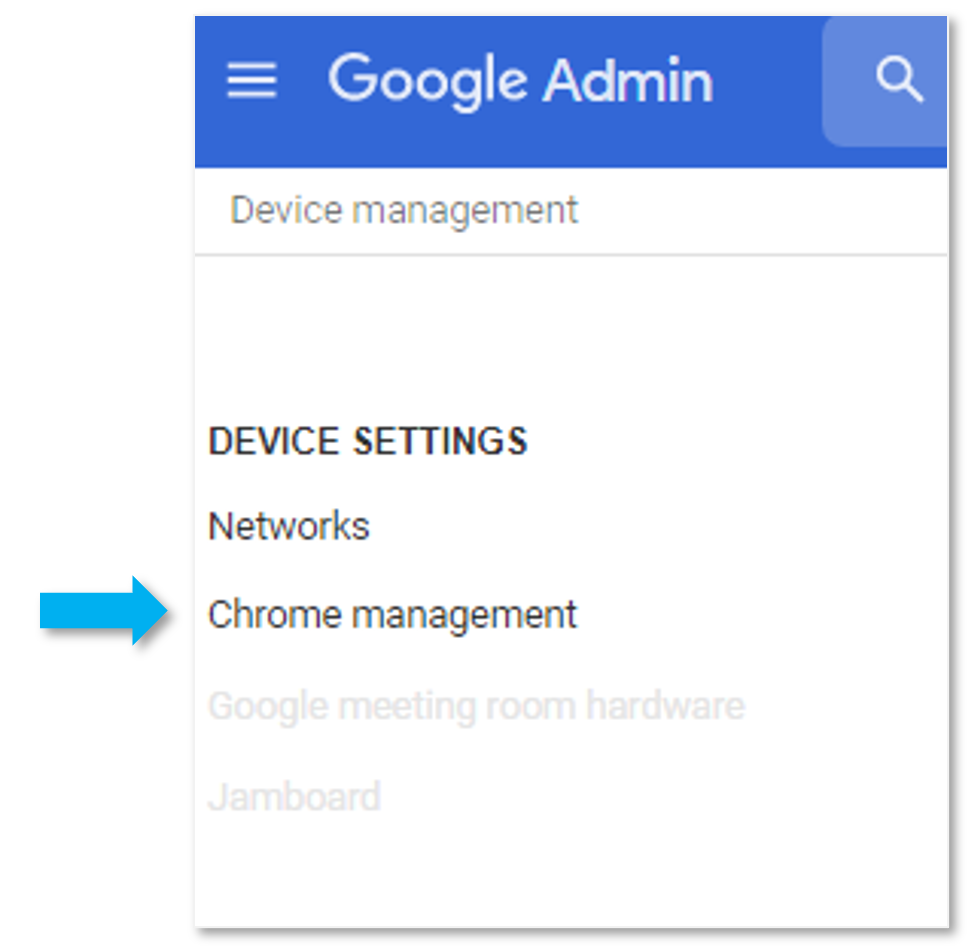 Google Admin
Device management
DEVICE SETTINGS
Networks
Chrome management
Google meeting room hardware
Jamboard